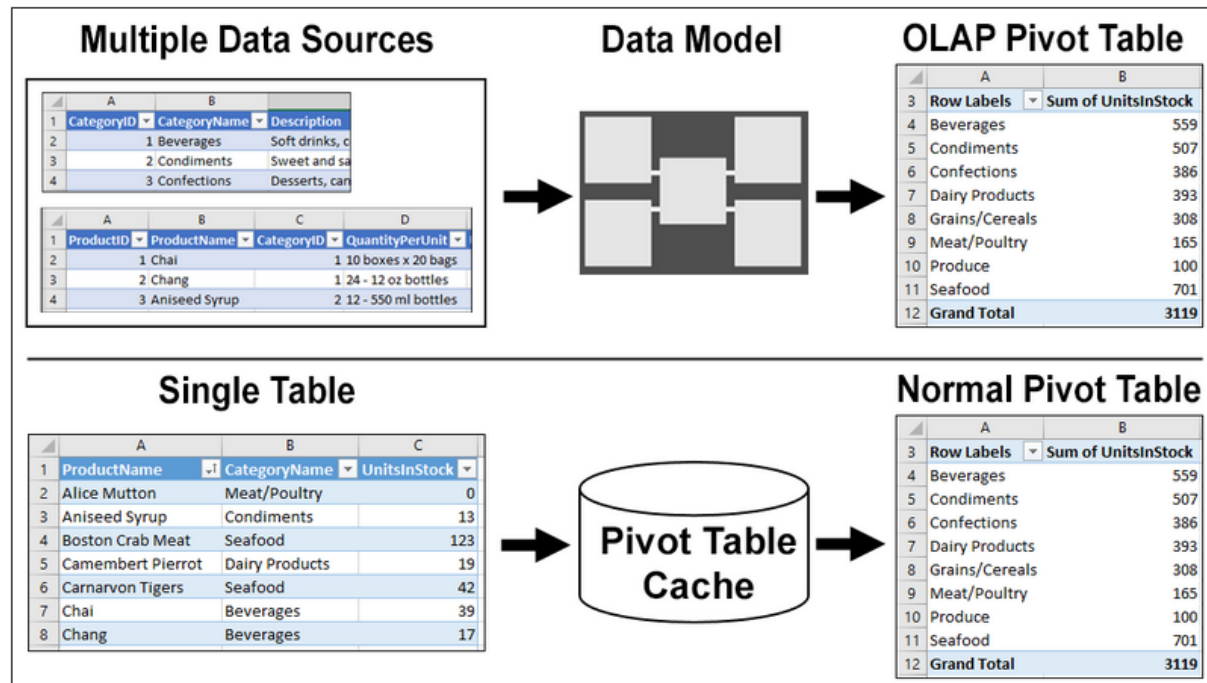 Multiple Data Sources
Data Model
OLAP Pivot Table
A B
1 CategoryID CategoryName Description
2 1 Beverages Soft drinks, c
3 2 Condiments Sweet and sa
4 3 Confections Desserts, can
A B C D
1 ProductID ProductName CategoryID QuantityPerUnit
2 1 Chai 1 10 boxes x 20 bags
3 2 Chang 1 24 - 12 oz bottles
4 3 Aniseed Syrup 2 12 - 550 ml bottles
A B
3 Row Labels Sum of UnitsInStock
4 Beverages 559
5 Condiments 507
6 Confections 386
7 Dairy Products 393
8 Grains/Cereals 308
9 Meat/Poultry 165
10 Produce 100
11 Seafood 701
12 Grand Total 3119
Single Table
Normal Pivot Table
A B C
1 ProductName CategoryName UnitsInStock
2 Alice Mutton Meat/Poultry 0
3 Aniseed Syrup Condiments 13
4 Boston Crab Meat Seafood 123
5 Camembert Pierrot Dairy Products 19
6 Carnarvon Tigers Seafood 42
7 Chai Beverages 39
8 Chang Beverages 17
Pivot Table
Cache
A B
3 Row Labels Sum of UnitsInStock
4 Beverages 559
5 Condiments 507
6 Confections 386
7 Dairy Products 393
8 Grains/Cereals 308
9 Meat/Poultry 165
10 Produce 100
11 Seafood 701
12 Grand Total 3119